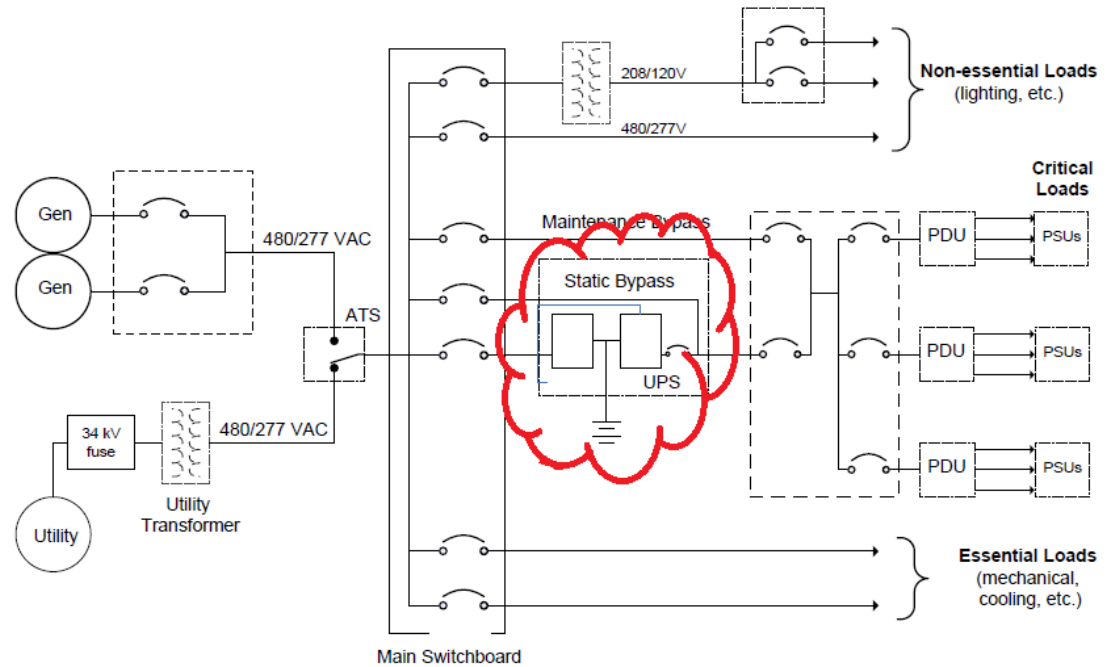 208/120V
Non-essential Loads
(lighting, etc.)
480/277V
Critical
Loads
Gen
480/277 VAC
Maintenance Bypass
PDU
PSUs
Gen
Static Bypass
ATS
PDU
PSUs
UPS
34 kV
fuse
480/277 VAC
PDU
PSUs
Utility
Transformer
Utility
Essential Loads
(mechanical,
cooling, etc.)
Main Switchboard